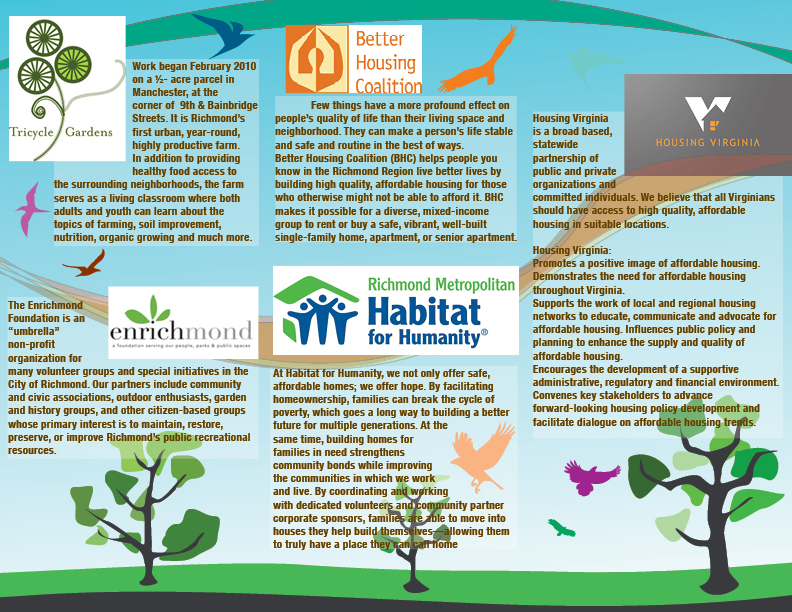 Tricycle Gardens
Work began February 2010
on a ½- acre parcel in
Manchester, at the
corner of 9th & Bainbridge
Streets. It is Richmond's
first urban, year-round,
highly productive farm.
In addition to providing
healthy food access to
the surrounding neighborhoods, the farm
serves as a living classroom where both
adults and youth can learn about the
topics of farming, soil improvement,
nutrition, organic growing and much more.
Better
Housing
Coalition
Few things have a more profound effect on
people's quality of life than their living space and
neighborhood. They can make a person's life stable
and safe and routine in the best of ways.
Better Housing Coalition (BHC) helps people you
know in the Richmond Region live better lives by
building high quality, affordable housing for those
who otherwise might not be able to afford it. BHC
makes it possible for a diverse, mixed-income
group to rent or buy a safe, vibrant, well-built
single-family home, apartment, or senior apartment.
HOUSING VIRGINIA
Housing Virginia
is a broad based,
statewide
partnership of
public and private
organizations and
committed individuals. We believe that all Virginians
should have access to high quality, affordable
housing in suitable locations.
Housing Virginia:
Promotes a positive image of affordable housing.
Demonstrates the need for affordable housing
throughout Virginia.
Supports the work of local and regional housing
networks to educate, communicate and advocate for
affordable housing. Influences public policy and
planning to enhance the supply and quality of
affordable housing.
Encourages the development of a supportive
administrative, regulatory and financial environment.
Convenes key stakeholders to advance
forward-looking housing policy development and
facilitate dialogue on affordable housing trends.
enrichmond
a foundation serving our people, parks & public spaces
The Enrichmond
Foundation is an
“umbrella”
non-profit
organization for
many volunteer groups and special initiatives in the
City of Richmond. Our partners include community
and civic associations, outdoor enthusiasts, garden
and history groups, and other citizen-based groups
whose primary interest is to maintain, restore,
preserve, or improve Richmond's public recreational
resources.
Richmond Metropolitan
Habitat
for Humanity®
At Habitat for Humanity, we not only offer safe,
affordable homes; we offer hope. By facilitating
homeownership, families can break the cycle of
poverty, which goes a long way to building a better
future for multiple generations. At the
same time, building homes for
families in need strengthens
community bonds while improving
the communities in which we work
and live. By coordinating and working
with dedicated volunteers and community partner
corporate sponsors, families are able to move into
houses they help build themselves—allowing them
to truly have a place they can call home